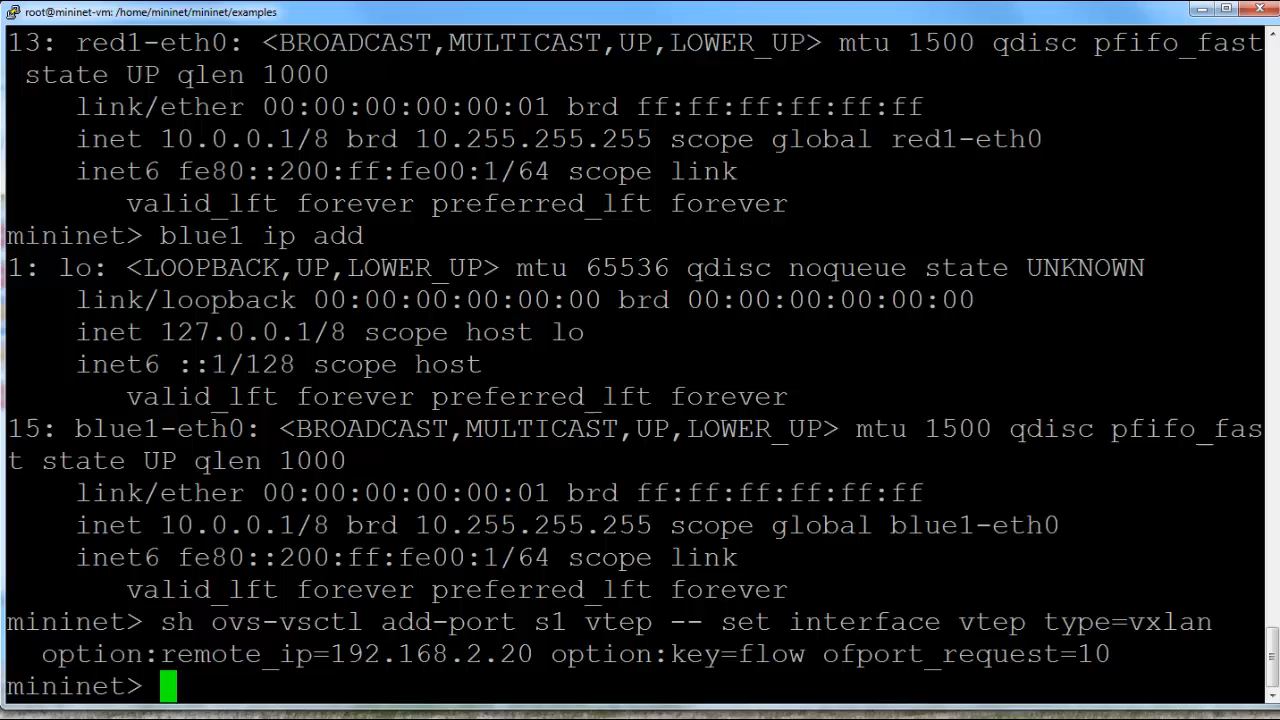 root@mininet-vm: /home/mininet/mininet/examples
13: red1-eth0: <BROADCAST,MULTICAST,UP,LOWER_UP> mtu 1500 qdisc pfifo_fast
 state UP qlen 1000
    link/ether 00:00:00:00:00:01 brd ff:ff:ff:ff:ff:ff
    inet 10.0.0.1/8 brd 10.255.255.255 scope global red1-eth0
    inet6 fe80::200:ff:fe00:1/64 scope link
       valid_lft forever preferred_lft forever
mininet> blue1 ip add
1: lo: <LOOPBACK,UP,LOWER_UP> mtu 65536 qdisc noqueue state UNKNOWN
    link/loopback 00:00:00:00:00:00 brd 00:00:00:00:00:00
    inet 127.0.0.1/8 scope host lo
    inet6 ::1/128 scope host
       valid_lft forever preferred_lft forever
15: blue1-eth0: <BROADCAST,MULTICAST,UP,LOWER_UP> mtu 1500 qdisc pfifo_fas
t state UP qlen 1000
    link/ether 00:00:00:00:00:01 brd ff:ff:ff:ff:ff:ff
    inet 10.0.0.1/8 brd 10.255.255.255 scope global blue1-eth0
    inet6 fe80::200:ff:fe00:1/64 scope link
       valid_lft forever preferred_lft forever
mininet> sh ovs-vsctl add-port s1 vtep -- set interface vtep type=vxlan
  option:remote_ip=192.168.2.20 option:key=flow ofport_request=10
mininet>